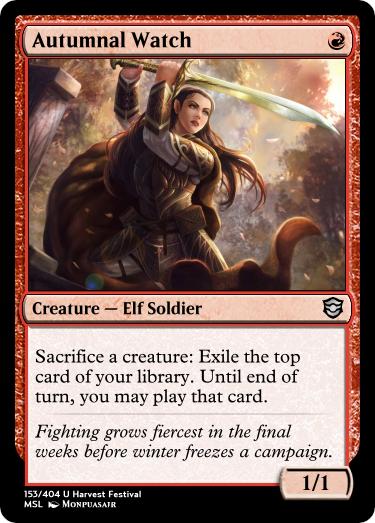 Autumnal Watch
Creature — Elf Soldier
Sacrifice a creature: Exile the top
card of your library. Until end of
turn, you may play that card.
Fighting grows fiercest in the final
weeks before winter freezes a campaign.
1/1
153/404 U Harvest Festival
MSL Monpuasajr